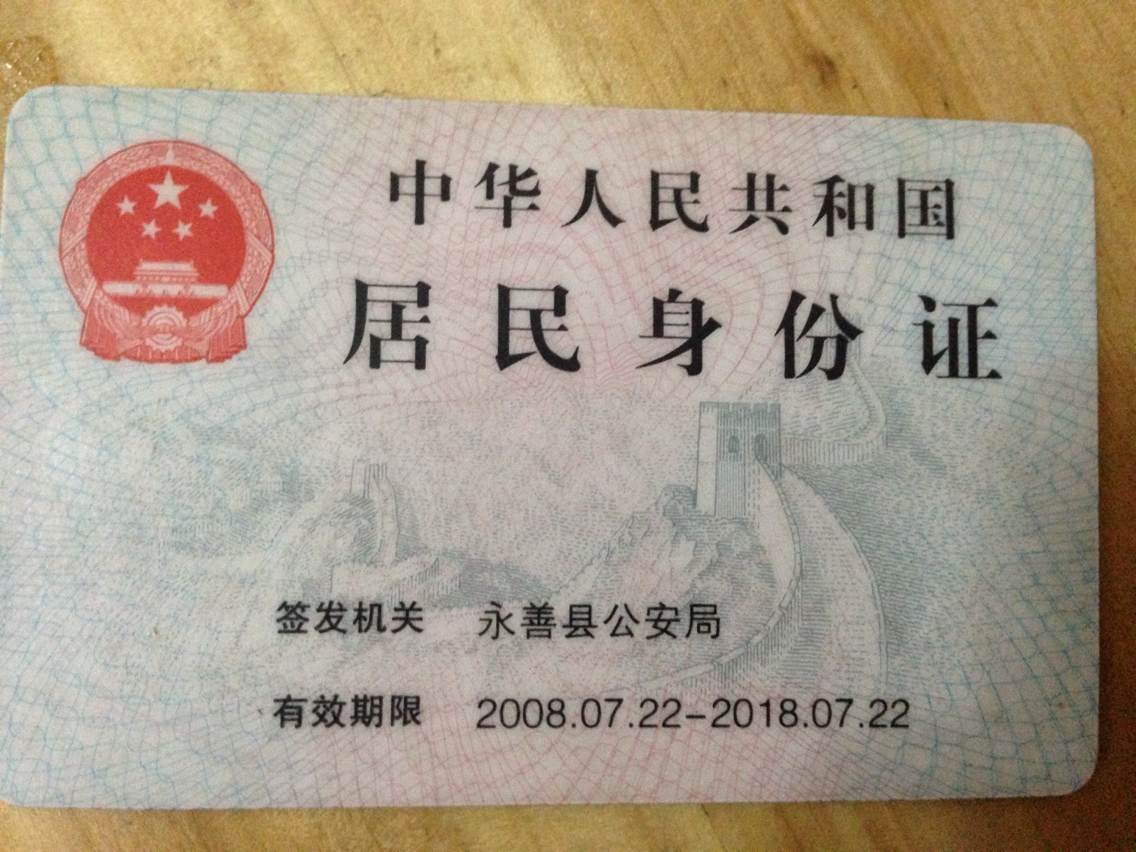 中华人民共和国
居民身份证
签发机关 永善县公安局
有效期限 2008.07.22-2018.07.22